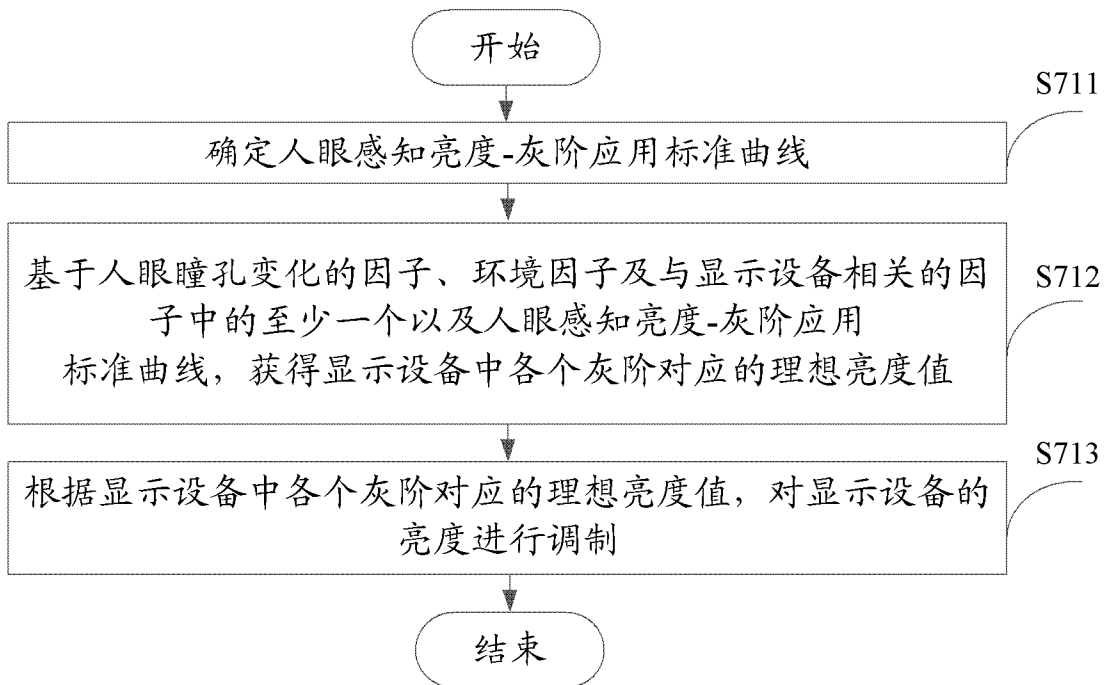 开始
S711
确定人眼感知亮度-灰阶应用标准曲线
基于人眼瞳孔变化的因子、环境因子及与显示设备相关的因
S712
子中的至少一个以及人眼感知亮度-灰阶应用
标准曲线，获得显示设备中各个灰阶对应的理想亮度值
S713
根据显示设备中各个灰阶对应的理想亮度值，对显示设备的
亮度进行调制
结束